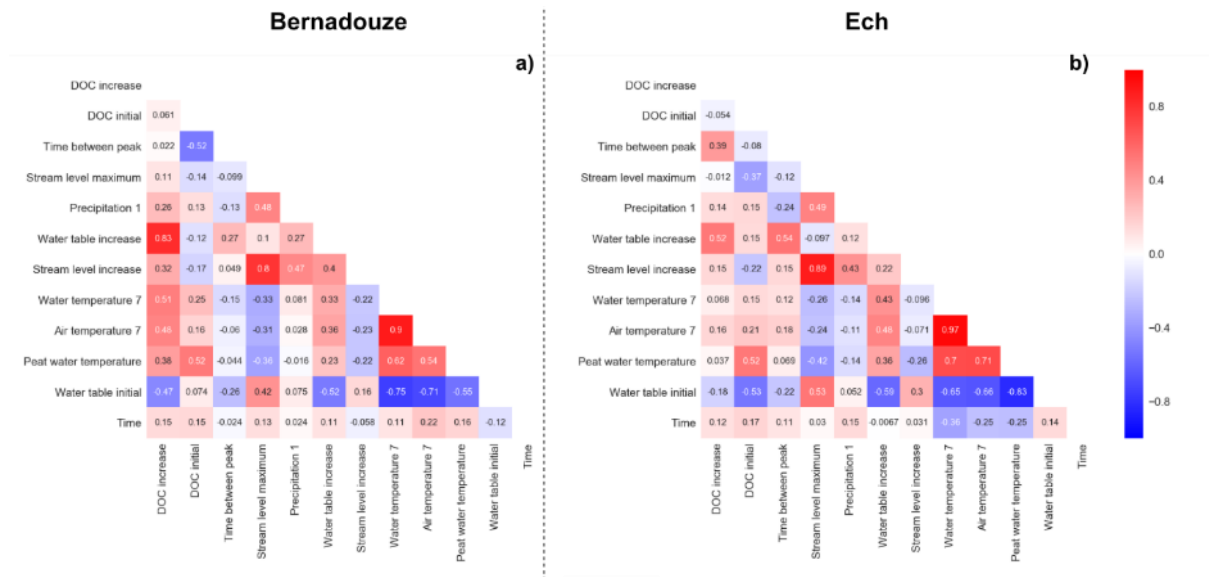 Bernadouze
a)
DOC increase
DOC initial 0.061
Time between peak 0.022 -0.52
Stream level maximum 0.11 -0.14 -0.099
Precipitation 1 0.26 0.13 -0.13 0.48
Water table increase 0.83 -0.12 0.27 0.1 0.27
Stream level increase 0.32 -0.17 0.049 0.8 0.47 0.4
Water temperature 7 0.51 0.25 -0.15 -0.33 0.081 0.33 -0.22
Air temperature 7 0.16 -0.06 -0.31 0.028 0.36 -0.23 0.9
Peat water temperature 0.38 0.52 -0.044 -0.36 -0.016 0.23 -0.22 0.62 0.54
Water table initial -0.47 0.074 -0.26 0.42 0.075 -0.52 0.16 -0.75 -0.71 -0.55
Time 0.15 0.15 -0.024 0.13 0.024 0.11 -0.058 0.11 0.22 0.16 -0.12
DOC increase
DOC initial
Time between peak
Stream level maximum
Precipitation 1
Water table increase
Stream level increase
Water temperature 7
Air temperature 7
Peat water temperature
Water table initial
Time
Ech
b)
DOC increase
DOC initial -0.054
Time between peak 0.39 -0.08
Stream level maximum -0.012 -0.37 -0.12
Precipitation 1 0.14 0.15 -0.24 0.49
Water table increase 0.52 0.15 0.54 -0.097 0.12
Stream level increase 0.15 -0.22 0.15 0.89 0.43 0.22
Water temperature 7 0.068 0.15 0.12 -0.26 -0.14 0.43 -0.096
Air temperature 7 0.16 0.21 0.18 -0.24 -0.11 0.48 -0.071 0.97
Peat water temperature 0.037 0.52 0.069 -0.42 -0.14 0.36 -0.26 0.7 0.71
Water table initial -0.18 -0.53 -0.22 0.53 0.052 -0.59 0.3 -0.65 -0.66 -0.83
Time 0.12 0.17 0.11 0.03 0.15 -0.0067 0.031 -0.36 -0.25 -0.25 0.14
DOC increase
DOC initial
Time between peak
Stream level maximum
Precipitation 1
Water table increase
Stream level increase
Water temperature 7
Air temperature 7
Peat water temperature
Water table initial
Time
0.8
0.4
0.0
-0.4
-0.8